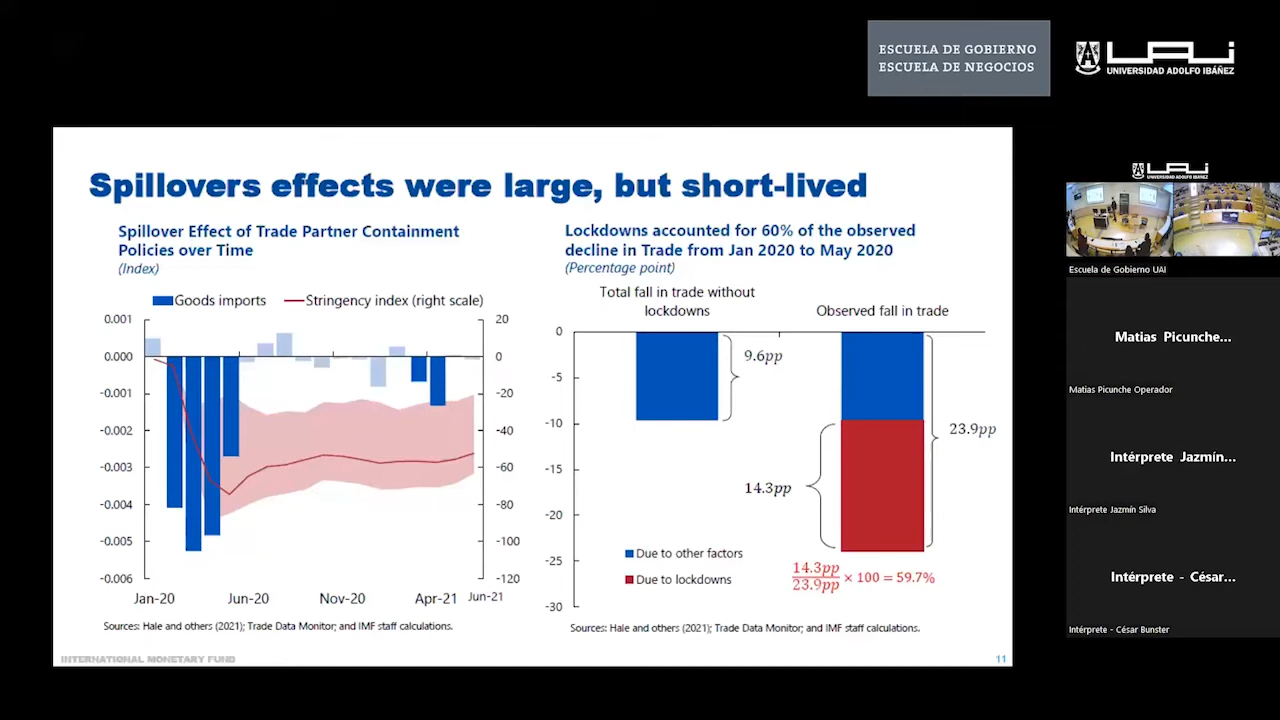 ESCUELA DE GOBIERNO
ESCUELA DE NEGOCIOS
UAI
UNIVERSIDAD ADOLFO IBÁÑEZ
Spillovers effects were large, but short-lived
Spillover Effect of Trade Partner Containment
Policies over Time
(Index)
Goods imports
Stringency index (right scale)
0.001
0.000
-0.001
-0.002
-0.003
-0.004
-0.005
-0.006
20
0
-20
-40
-60
-80
-100
-120
Jan-20
Jun-20
Nov-20
Apr-21
Jun-21
Sources: Hale and others (2021); Trade Data Monitor; and IMF staff calculations.
Lockdowns accounted for 60% of the observed
decline in Trade from Jan 2020 to May 2020
(Percentage point)
Total fall in trade without
lockdowns
Observed fall in trade
0
-5
-10
-15
-20
-25
-30
9.6pp
14.3pp
23.9pp
Due to other factors
Due to lockdowns
14.3pp
23.9pp
× 100 = 59.7%
Sources: Hale and others (2021); Trade Data Monitor; and IMF staff calculations.
INTERNATIONAL MONETARY FUND
11
UAI
UNIVERSIDAD ADOLFO IBÁÑEZ
Escuela de Gobierno UAI
Matias Picunche...
Matias Picunche Operador
Intérprete Jazmín...
Intérprete Jazmín Silva
Intérprete - César...
Intérprete - César Bunster